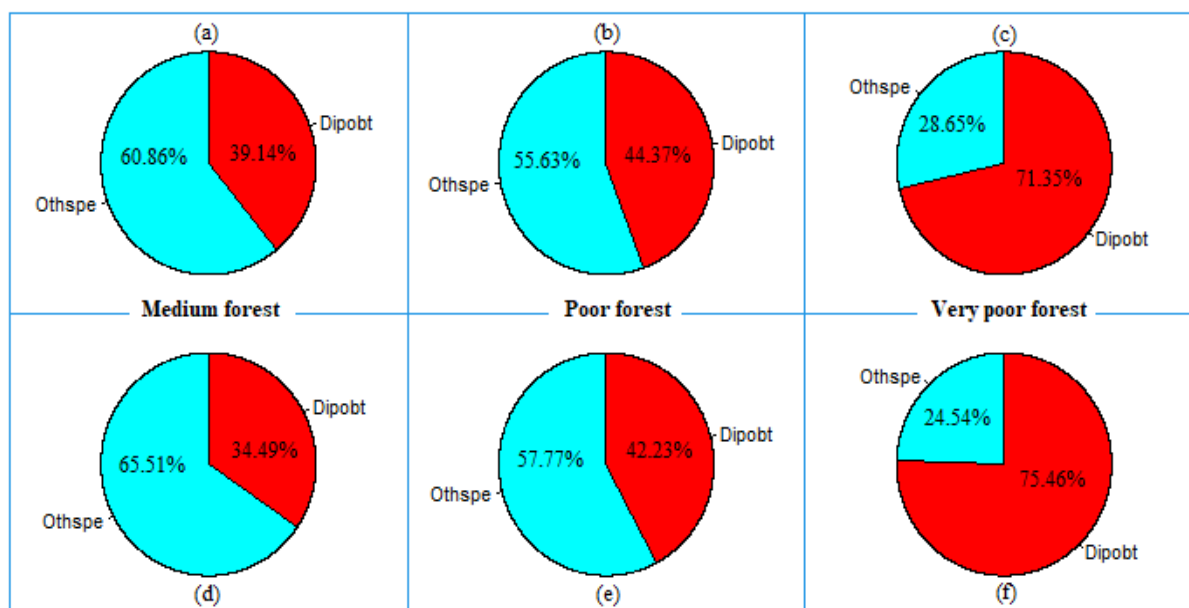 (a)
60.86%
39.14%
Dipobt
Othspe
(b)
55.63%
44.37%
Dipobt
Othspe
(c)
Othspe
28.65%
71.35%
Dipobt
Medium forest
Poor forest
Very poor forest
Dipobt
65.51%
34.49%
Othspe
(d)
57.77%
42.23%
Dipobt
Othspe
(e)
Othspe
24.54%
75.46%
Dipobt
(f)